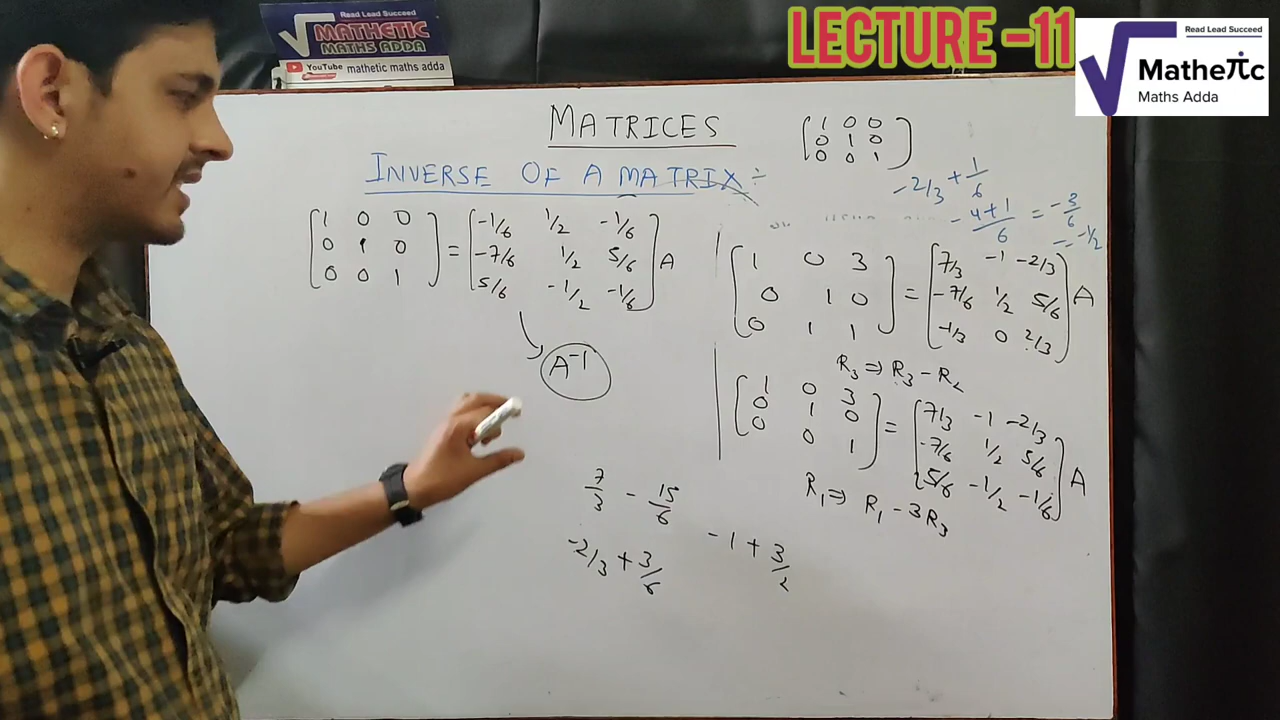 Read Lead Succeed
MATHETIC
MATHS ADDA
YouTube mathetic maths adda
LECTURE -11
Read Lead Succeed
Matheπc
Maths Adda
MATRICES
INVERSE OF A MATRIX÷
[1 0 0
0 1 0
0 0 1]
-2/3 + 1/6
-4+1/6 = -3/6
= -1/2
[1 0 0
0 1 0
0 0 1] = [-1/6 1/2 -1/6
-7/6 1/2 5/6
5/6 -1/2 -1/6] A
A⁻¹
[1 0 3
0 1 0
0 1 1] = [7/3 -1 -2/3
-7/6 1/2 5/6
-1/3 0 2/3] A
R₃ ⇒ R₃ - R₂
[1 0 3
0 1 0
0 0 1] = [7/3 -1 -2/3
-7/6 1/2 5/6
5/6 -1/2 -1/6] A
R₁ ⇒ R₁ - 3R₃
7/3 - 15/6
-2/3 + 3/6
-1 + 3/2